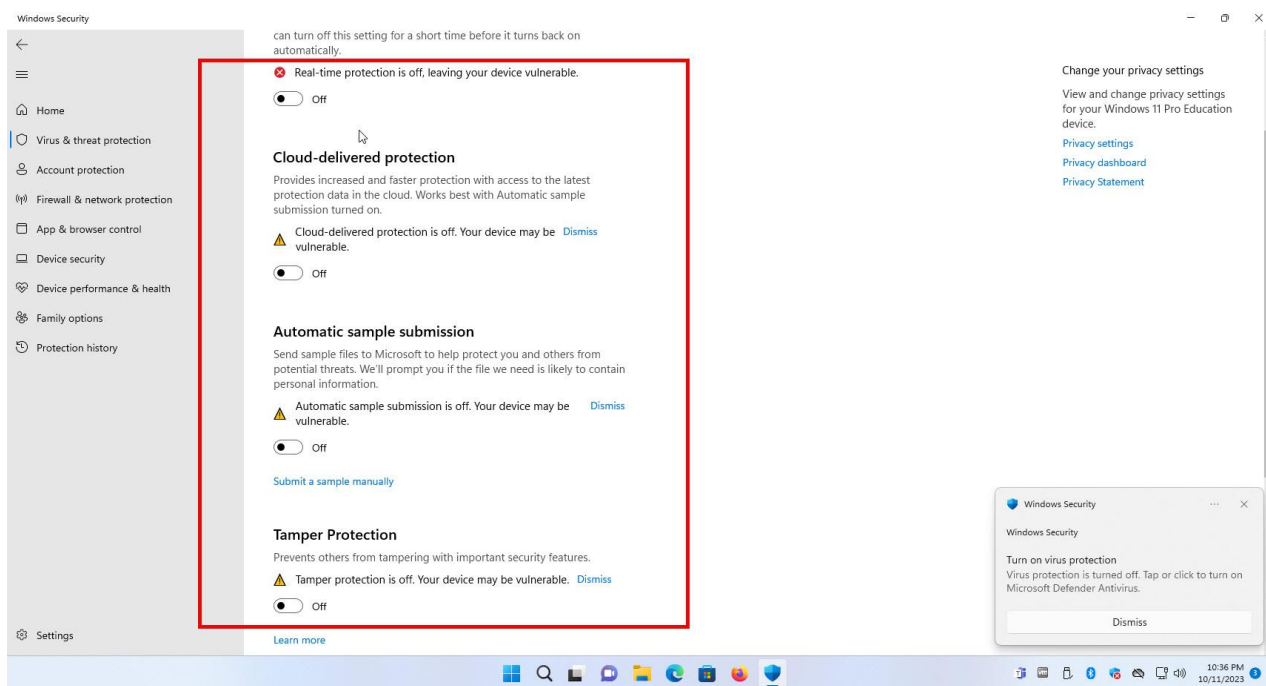 Windows Security
Home
Virus & threat protection
Account protection
Firewall & network protection
App & browser control
Device security
Device performance & health
Family options
Protection history
Settings
can turn off this setting for a short time before it turns back on
automatically.
Real-time protection is off, leaving your device vulnerable.
Off
Cloud-delivered protection
Provides increased and faster protection with access to the latest
protection data in the cloud. Works best with Automatic sample
submission turned on.
Cloud-delivered protection is off. Your device may be Dismiss
vulnerable.
Off
Automatic sample submission
Send sample files to Microsoft to help protect you and others from
potential threats. We'll prompt you if the file we need is likely to contain
personal information.
Automatic sample submission is off. Your device may be Dismiss
vulnerable.
Off
Submit a sample manually
Tamper Protection
Prevents others from tampering with important security features.
Tamper protection is off. Your device may be vulnerable. Dismiss
Off
Learn more
Change your privacy settings
View and change privacy settings
for your Windows 11 Pro Education
device.
Privacy settings
Privacy dashboard
Privacy Statement
Windows Security
Windows Security
Turn on virus protection
Virus protection is turned off. Tap or click to turn on
Microsoft Defender Antivirus.
Dismiss
10:36 PM
10/11/2023
3